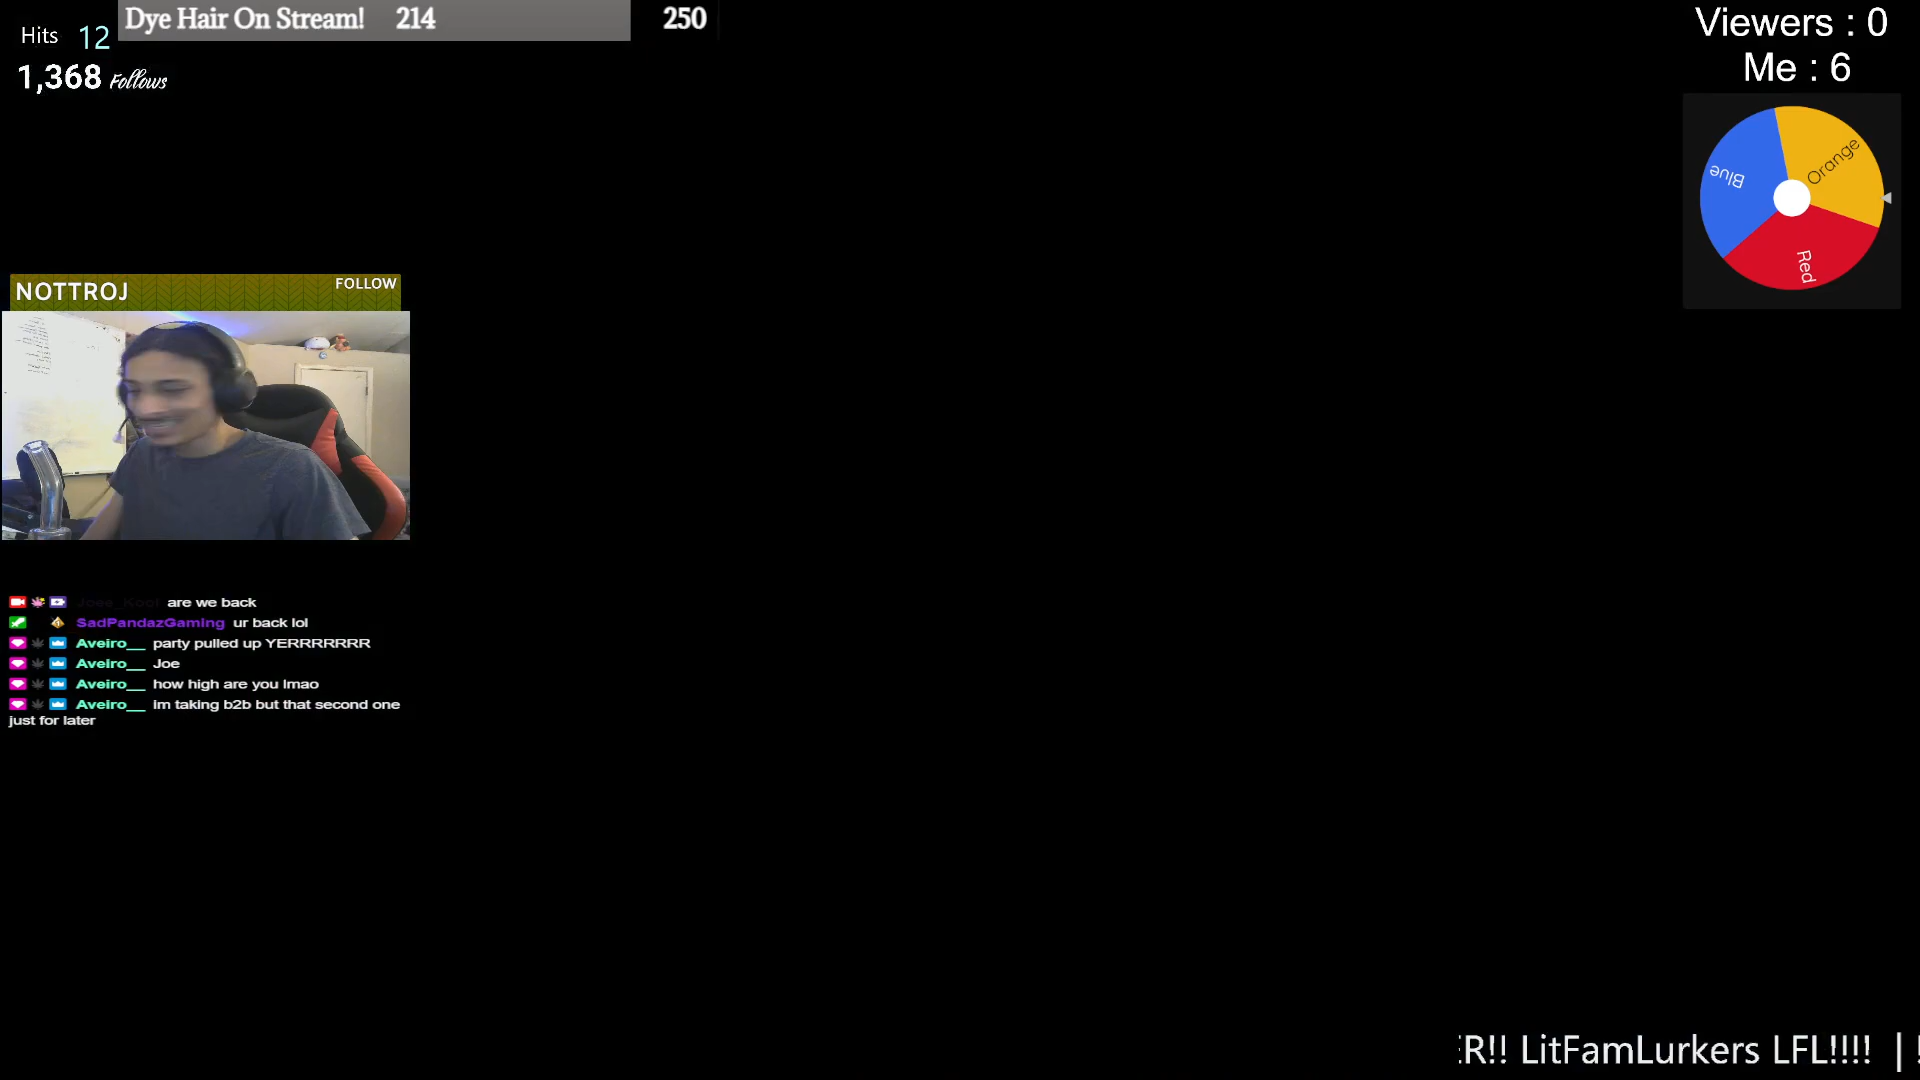 Dye Hair On Stream! 214 250
Hits 12
1,368 Follows
Viewers : 0
Me : 6
Orange
Blue
Red
NOTTROJ
FOLLOW
are we back
SadPandazGaming ur back lol
Aveiro__ party pulled up YERRRRRRR
Aveiro__ Joe
Aveiro__ how high are you lmao
Aveiro__ im taking b2b but that second one
just for later
R!! LitFamLurkers LFL!!!! |